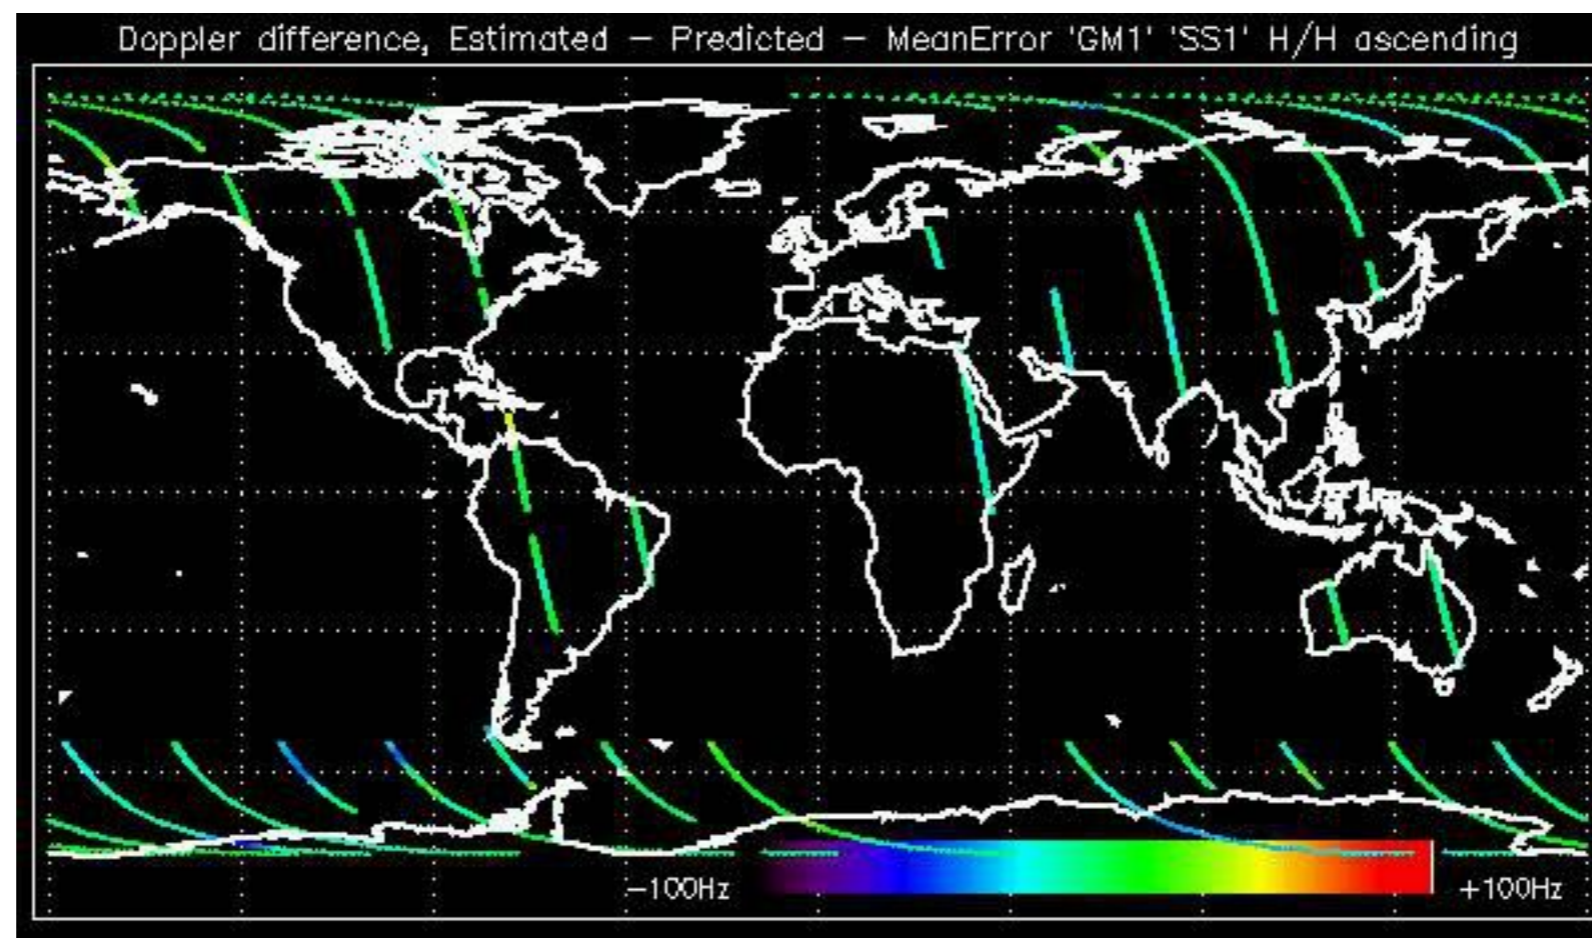 Doppler difference, Estimated — Predicted — MeanError 'GM1' 'SS1' H/H ascending
—100Hz
+100Hz